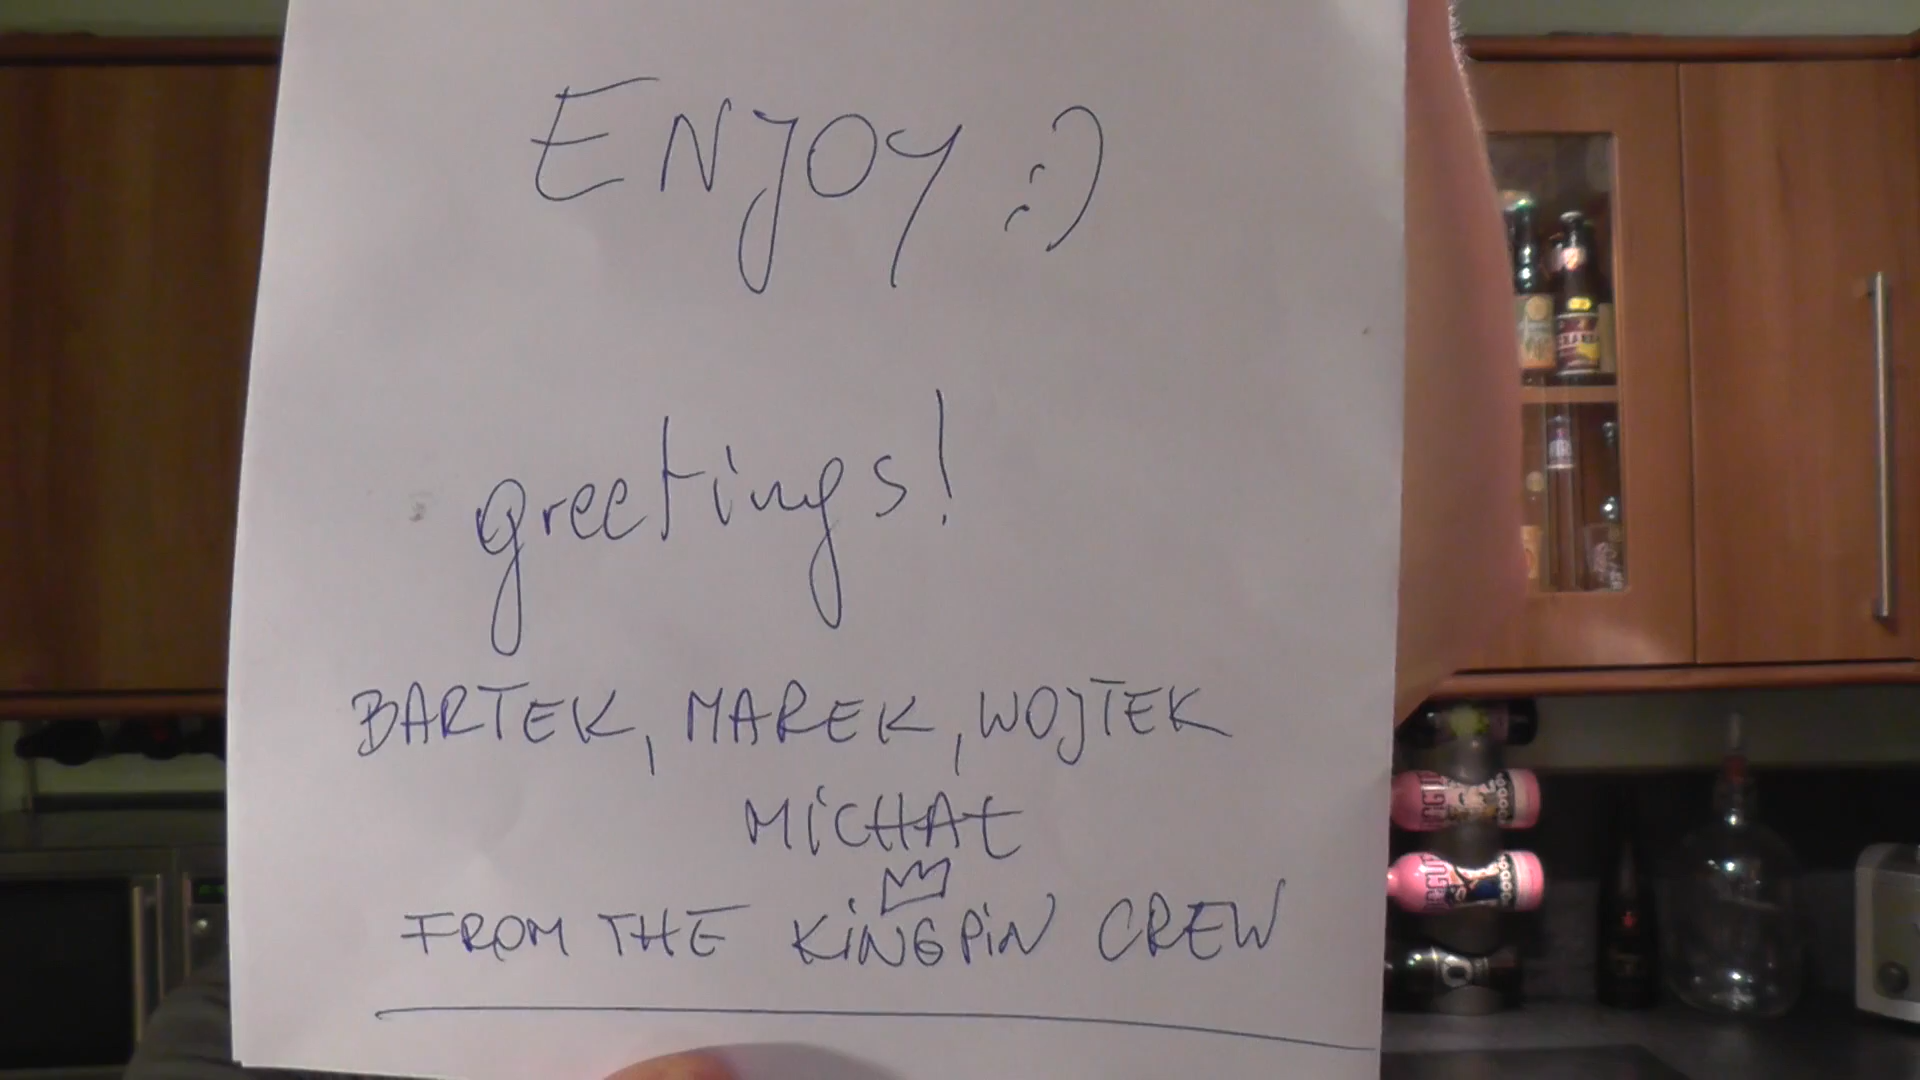 ENJOY :)
greetings!
BARTEK, MAREK, WOJTEK
MiCHAŁ
FROM THE KiNGPiN CREW